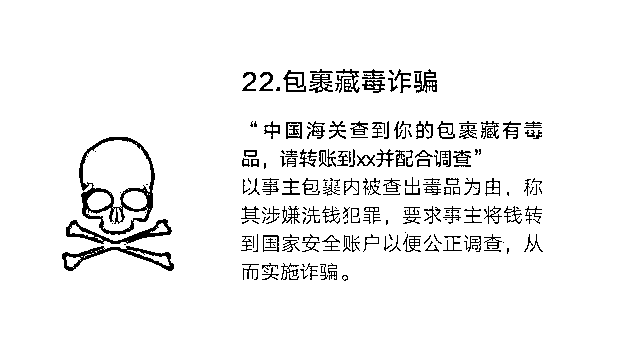 22.包裹藏毒诈骗
“中国海关查到你的包裹藏有毒
品，请转账到xx并配合调查”
以事主包裹内被查出毒品为由，称
其涉嫌洗钱犯罪，要求事主将钱转
到国家安全账户以便公正调查，从
而实施诈骗。